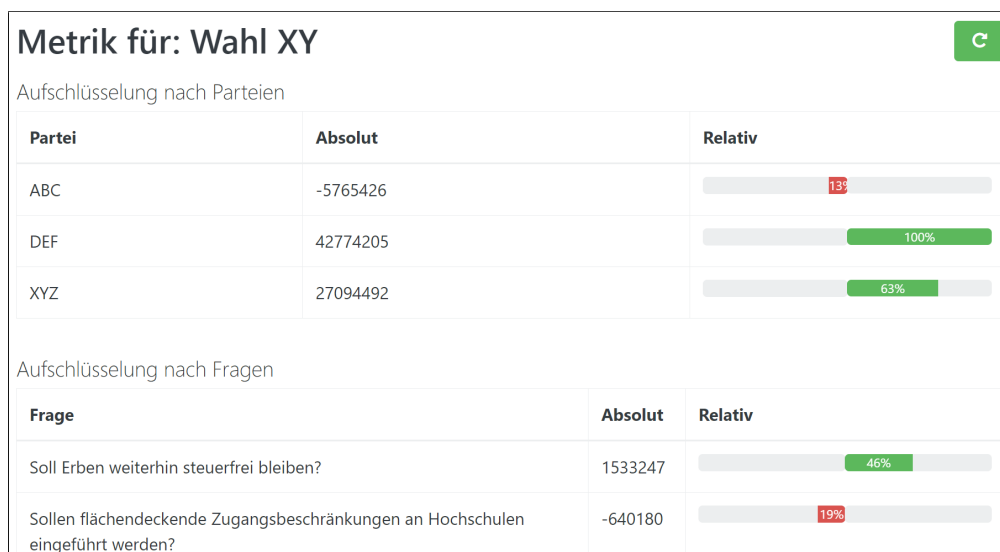 Metrik für: Wahl XY
Aufschlüsselung nach Parteien
Partei Absolut Relativ
ABC -5765426 13%
DEF 42774205 100%
XYZ 27094492 63%
Aufschlüsselung nach Fragen
Frage Absolut Relativ
Soll Erben weiterhin steuerfrei bleiben? 1533247 46%
Sollen flächendeckende Zugangsbeschränkungen an Hochschulen -640180 19%
eingeführt werden?